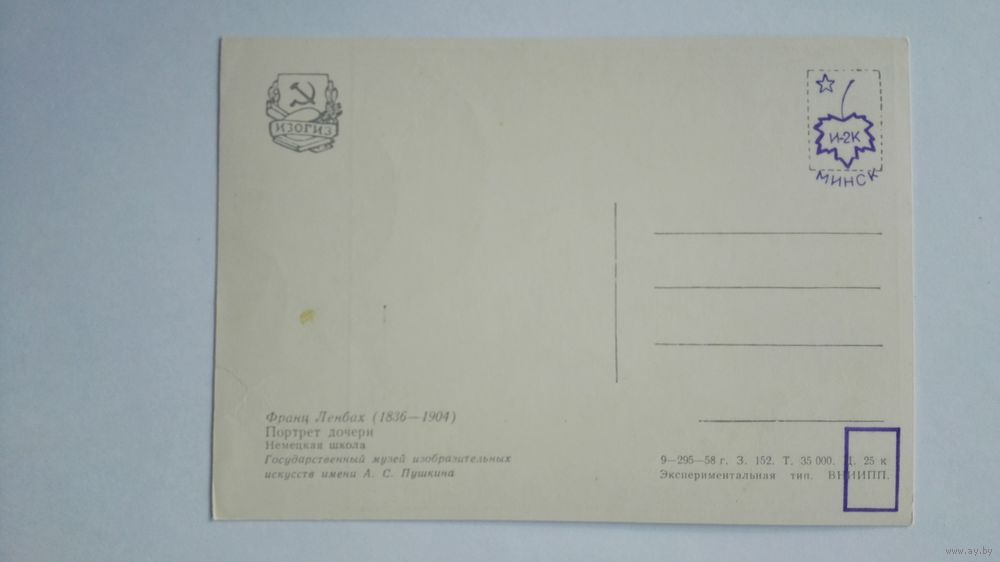 ИЗОГИЗ
И-2К
МИНСК
Франц Ленбах (1836—1904)
Портрет дочери
Немецкая школа
Государственный музей изобразительных
искусств имени А. С. Пушкина
9—295—58 г. З. 152. Т. 35 000. Ц. 25 к
Экспериментальная тип. ВНИИПП.
www.ay.by